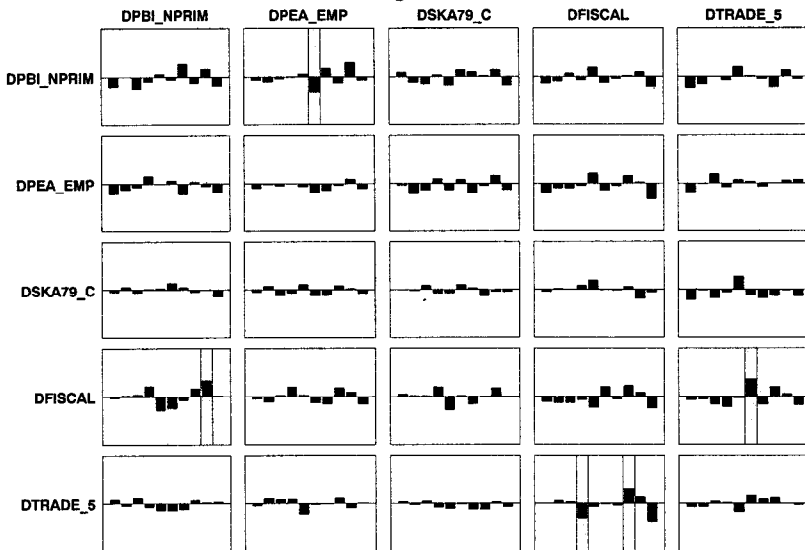 DPBI_NPRIM DPEA_EMP DSKA79_C DFISCAL DTRADE_5
DPBI_NPRIM
DPEA_EMP
DSKA79_C
DFISCAL
DTRADE_5